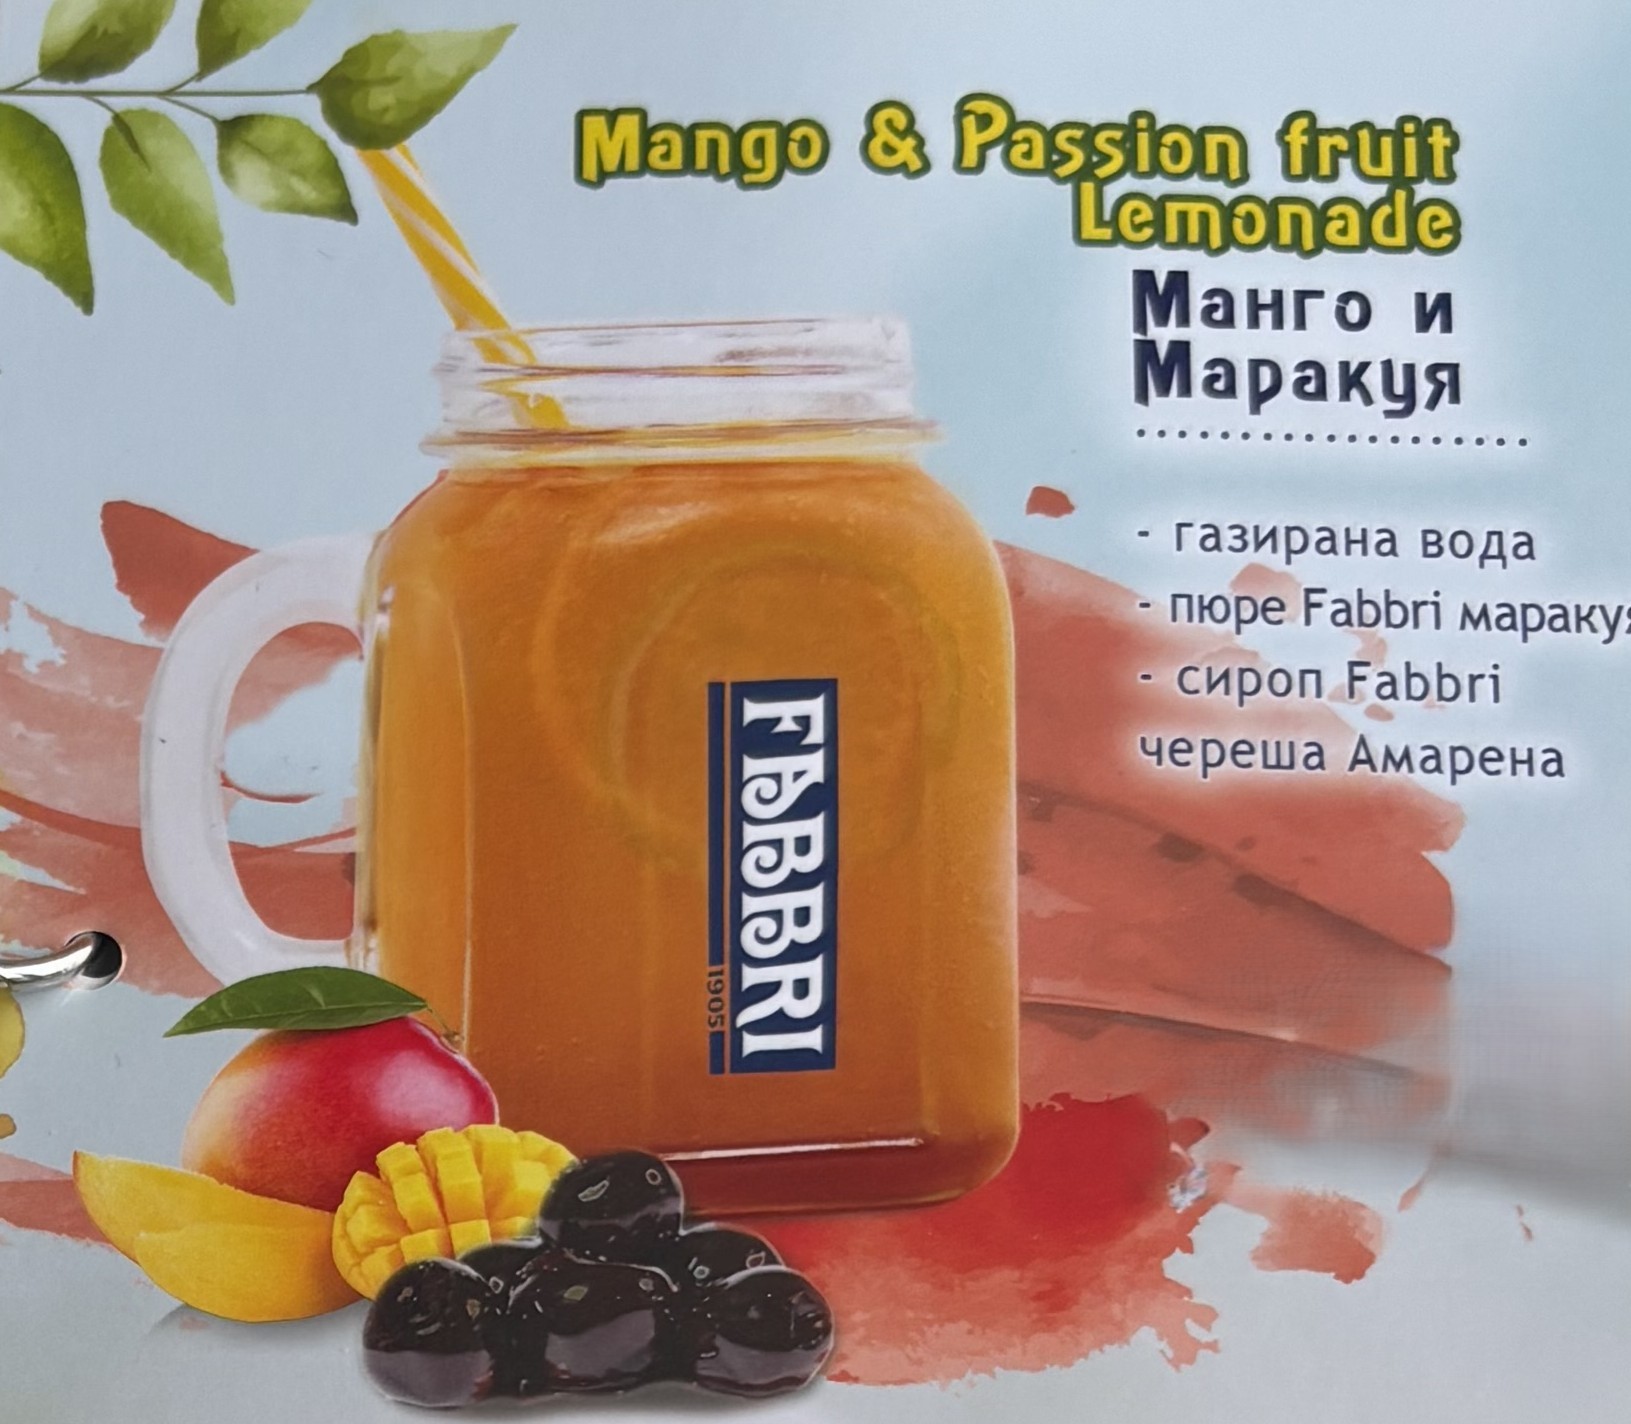 Mango & Passion fruit
Lemonade
Манго и
Маракуя
- газирана вода
- пюре Fabbri маракуя
- сироп Fabbri
череша Амарена
FABBRI
1905